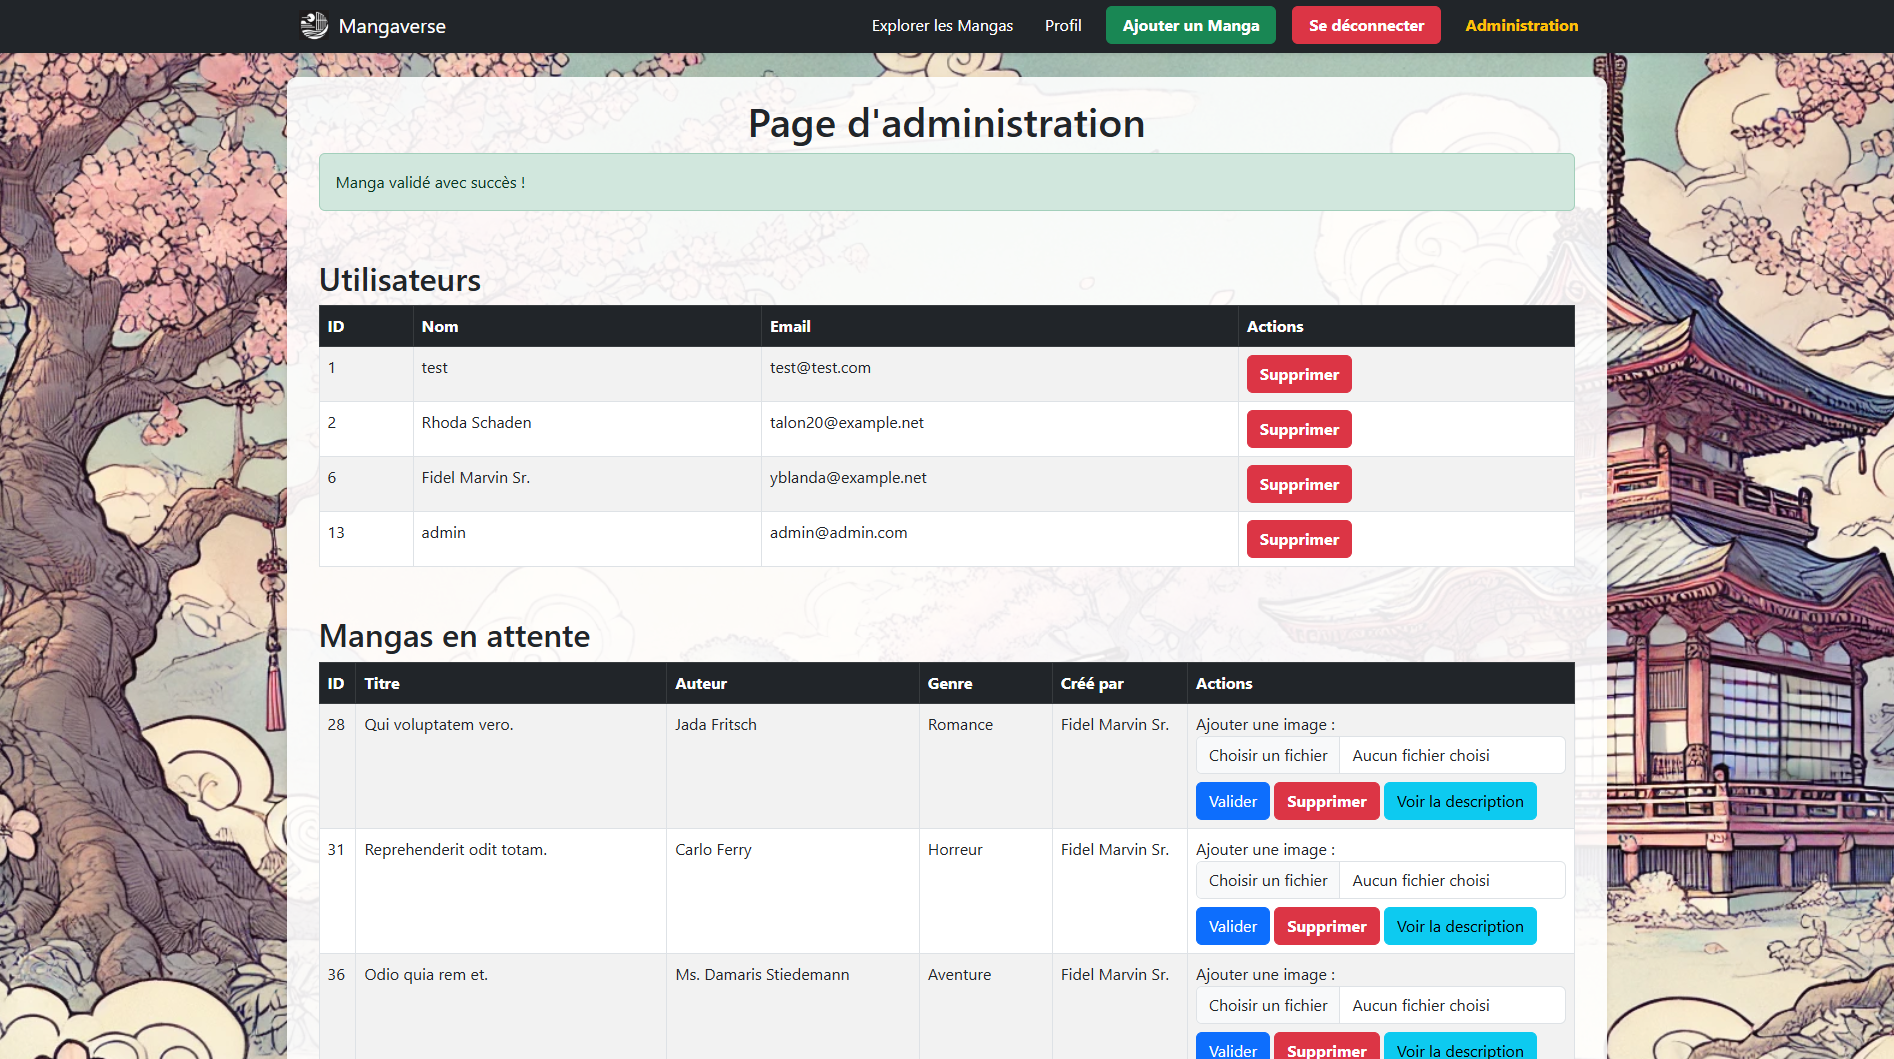 Mangaverse Explorer les Mangas Profil Ajouter un Manga Se déconnecter Administration
Page d'administration
Manga validé avec succès !
Utilisateurs
ID Nom Email Actions
1 test test@test.com Supprimer
2 Rhoda Schaden talon20@example.net Supprimer
6 Fidel Marvin Sr. yblanda@example.net Supprimer
13 admin admin@admin.com Supprimer
Mangas en attente
ID Titre Auteur Genre Créé par Actions
28 Qui voluptatem vero. Jada Fritsch Romance Fidel Marvin Sr. Ajouter une image :
Choisir un fichier Aucun fichier choisi
Valider Supprimer Voir la description
31 Reprehenderit odit totam. Carlo Ferry Horreur Fidel Marvin Sr. Ajouter une image :
Choisir un fichier Aucun fichier choisi
Valider Supprimer Voir la description
36 Odio quia rem et. Ms. Damaris Stiedemann Aventure Fidel Marvin Sr. Ajouter une image :
Choisir un fichier Aucun fichier choisi
Valider Supprimer Voir la description